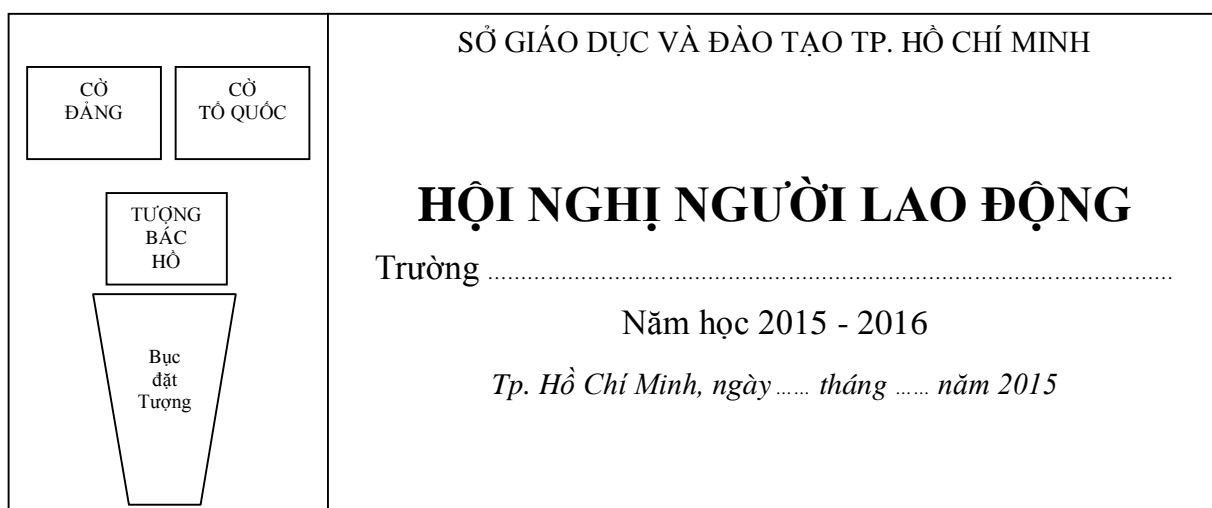 CỜ
ĐẢNG
CỜ
TỔ QUỐC
TƯỢNG
BÁC
HỒ
Bục
đặt
Tượng
SỞ GIÁO DỤC VÀ ĐÀO TẠO TP. HỒ CHÍ MINH
HỘI NGHỊ NGƯỜI LAO ĐỘNG
Trường ........................................................................................................
Năm học 2015 - 2016
Tp. Hồ Chí Minh, ngày ...... tháng ...... năm 2015